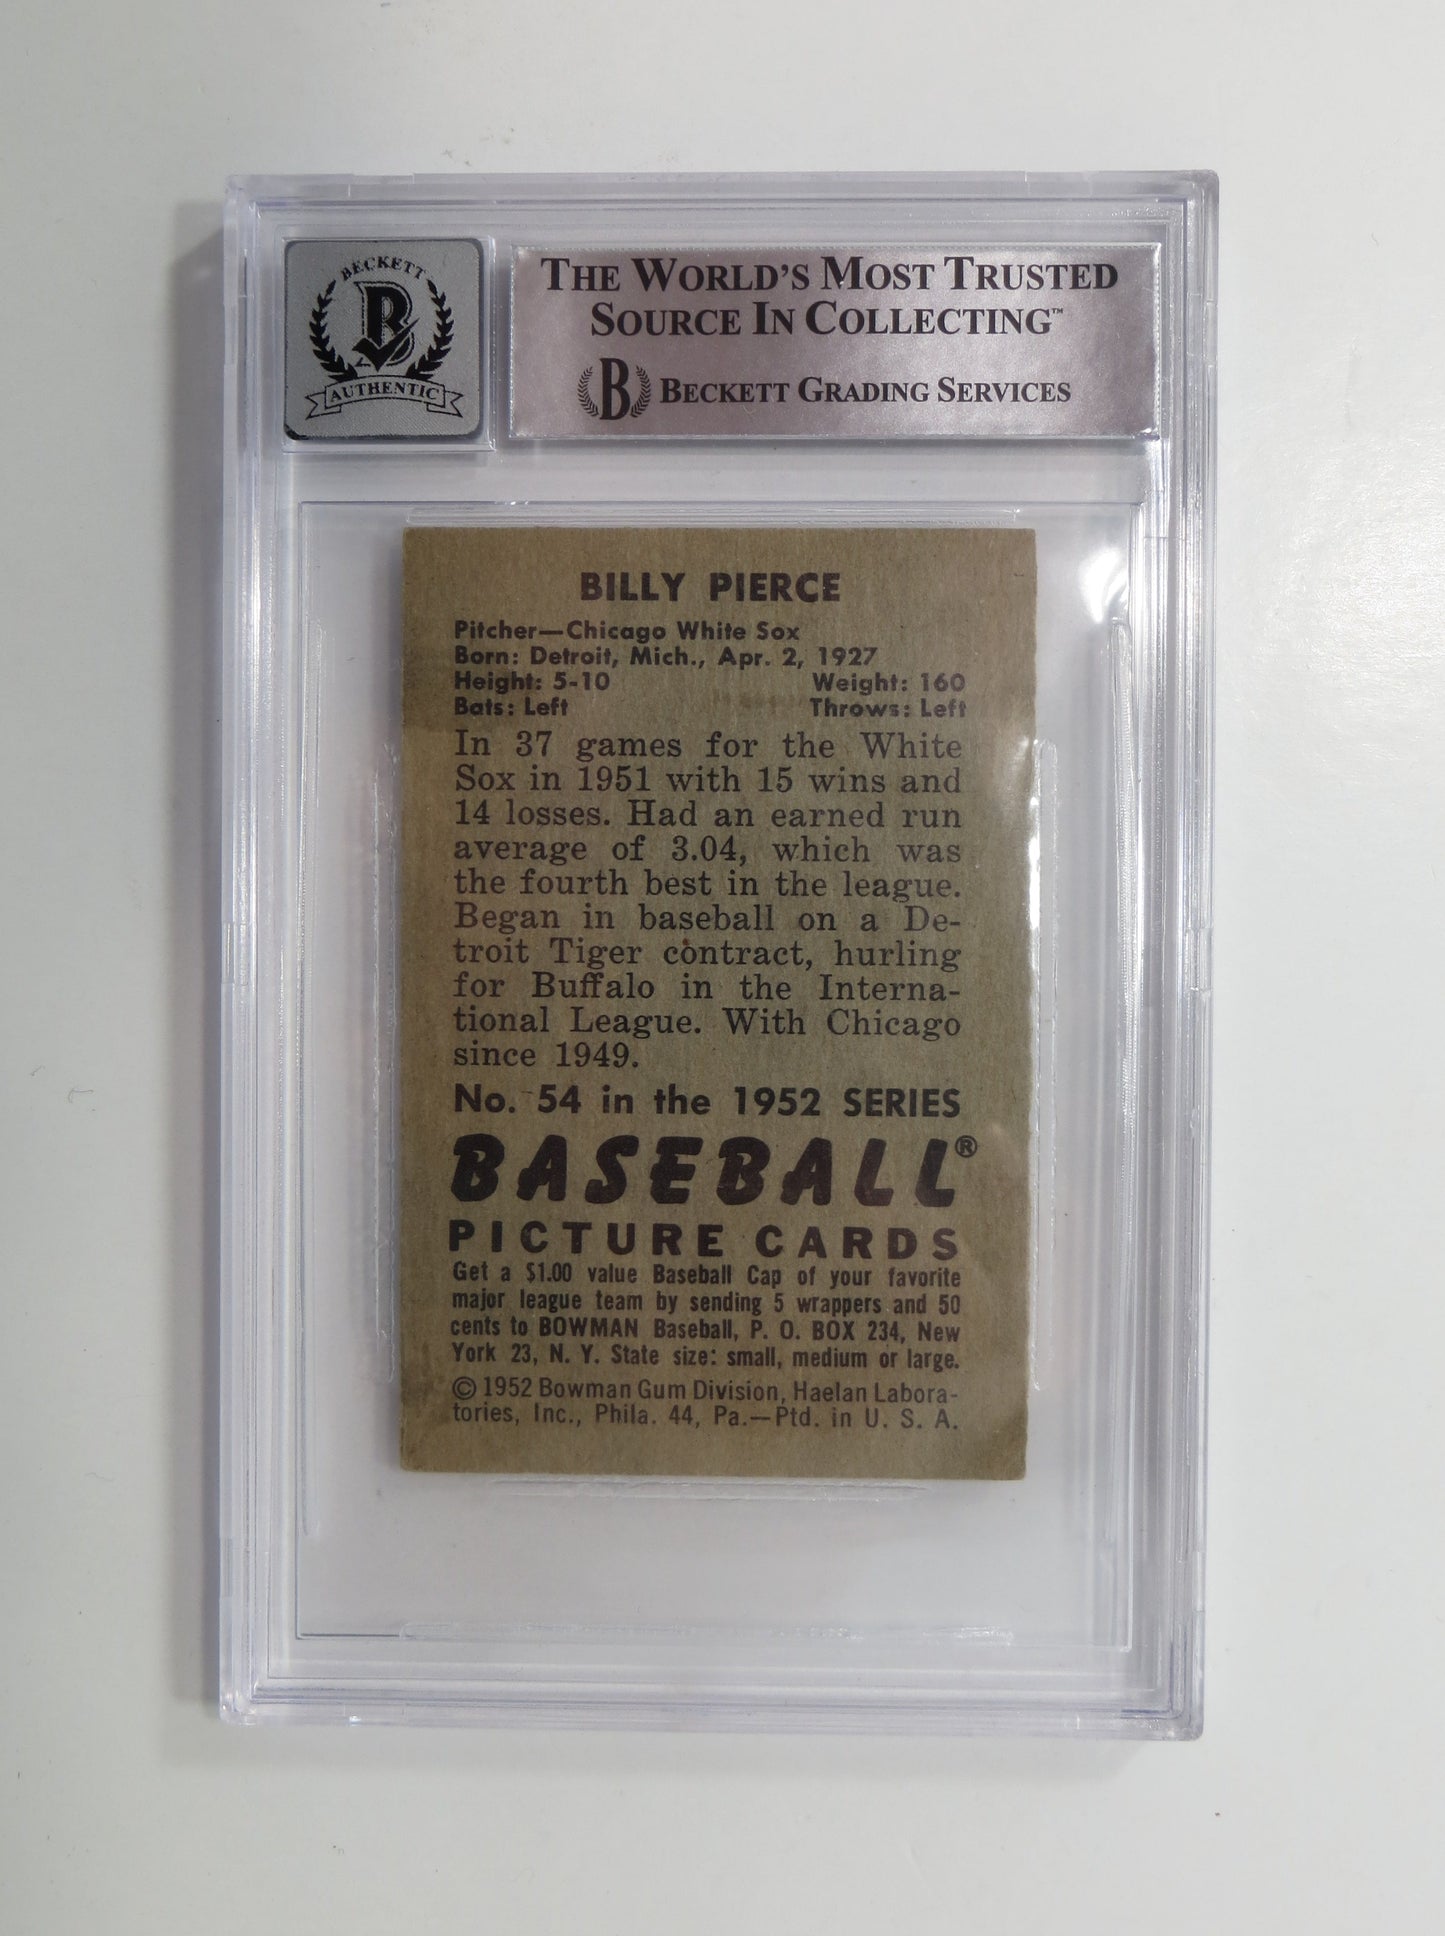 BECKETT
B
AUTHENTIC
THE WORLD'S MOST TRUSTED
SOURCE IN COLLECTING™
B BECKETT GRADING SERVICES
BILLY PIERCE
Pitcher—Chicago White Sox
Born: Detroit, Mich., Apr. 2, 1927
Height: 5-10 Weight: 160
Bats: Left Throws: Left
In 37 games for the White
Sox in 1951 with 15 wins and
14 losses. Had an earned run
average of 3.04, which was
the fourth best in the league.
Began in baseball on a De-
troit Tiger contract, hurling
for Buffalo in the Interna-
tional League. With Chicago
since 1949.
No. 54 in the 1952 SERIES
BASEBALL®
PICTURE CARDS
Get a $1.00 value Baseball Cap of your favorite
major league team by sending 5 wrappers and 50
cents to BOWMAN Baseball, P. O. BOX 234, New
York 23, N. Y. State size: small, medium or large.
© 1952 Bowman Gum Division, Haelan Labora-
tories, Inc., Phila. 44, Pa.—Ptd. in U. S. A.